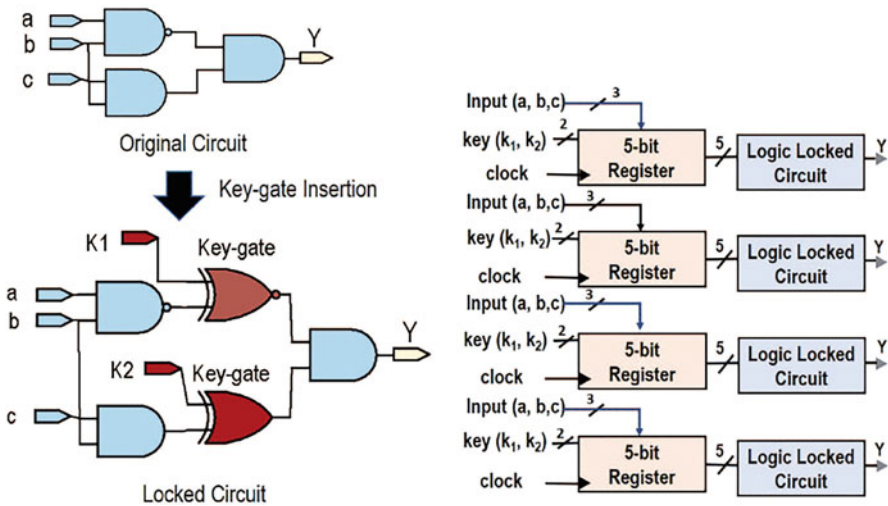 a
b
c
Y
Original Circuit
Key-gate Insertion
K1
Key-gate
a
b
K2
Key-gate
Y
c
Locked Circuit
Input (a, b,c)
3
key (k₁, k₂)
2
clock
5-bit
Register
5
Logic Locked
Circuit
Y
Input (a, b,c)
3
key (k₁, k₂)
2
clock
5-bit
Register
5
Logic Locked
Circuit
Y
Input (a, b,c)
3
key (k₁, k₂)
2
clock
5-bit
Register
5
Logic Locked
Circuit
Y
Input (a, b,c)
3
key (k₁, k₂)
2
clock
5-bit
Register
5
Logic Locked
Circuit
Y